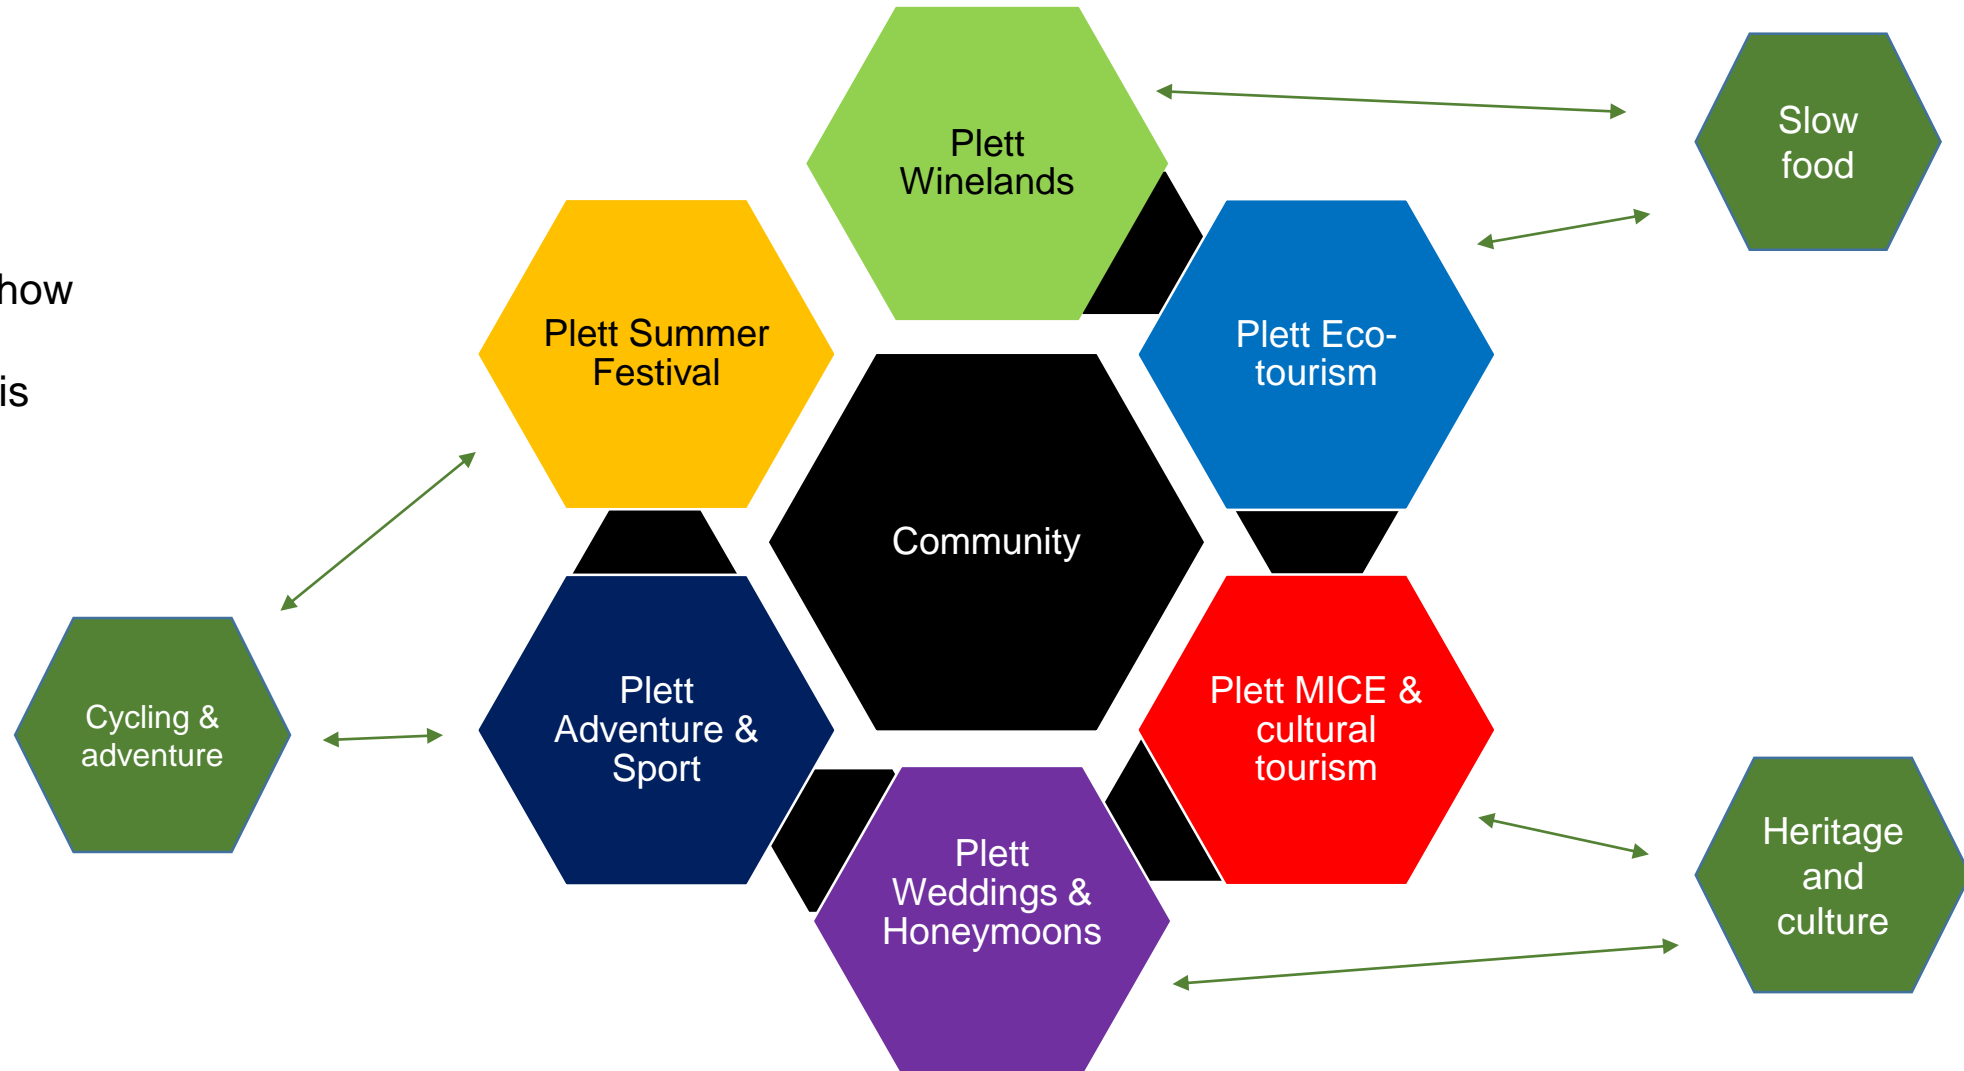 how
is
Plett
Winelands
Slow
food
Plett Summer
Festival
Plett Eco-
tourism
Community
Cycling &
adventure
Plett
Adventure &
Sport
Plett MICE &
cultural
tourism
Plett
Weddings &
Honeymoons
Heritage
and
culture